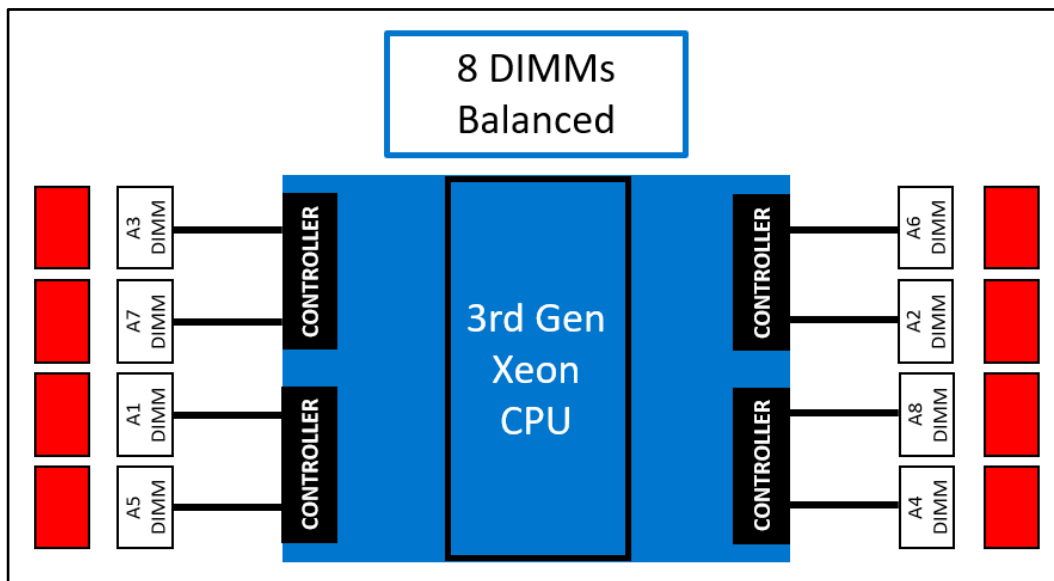 8 DIMMs
Balanced
A3
DIMM
A7
DIMM
A1
DIMM
A5
DIMM
CONTROLLER
CONTROLLER
3rd Gen
Xeon
CPU
CONTROLLER
CONTROLLER
A6
DIMM
A2
DIMM
A8
DIMM
A4
DIMM